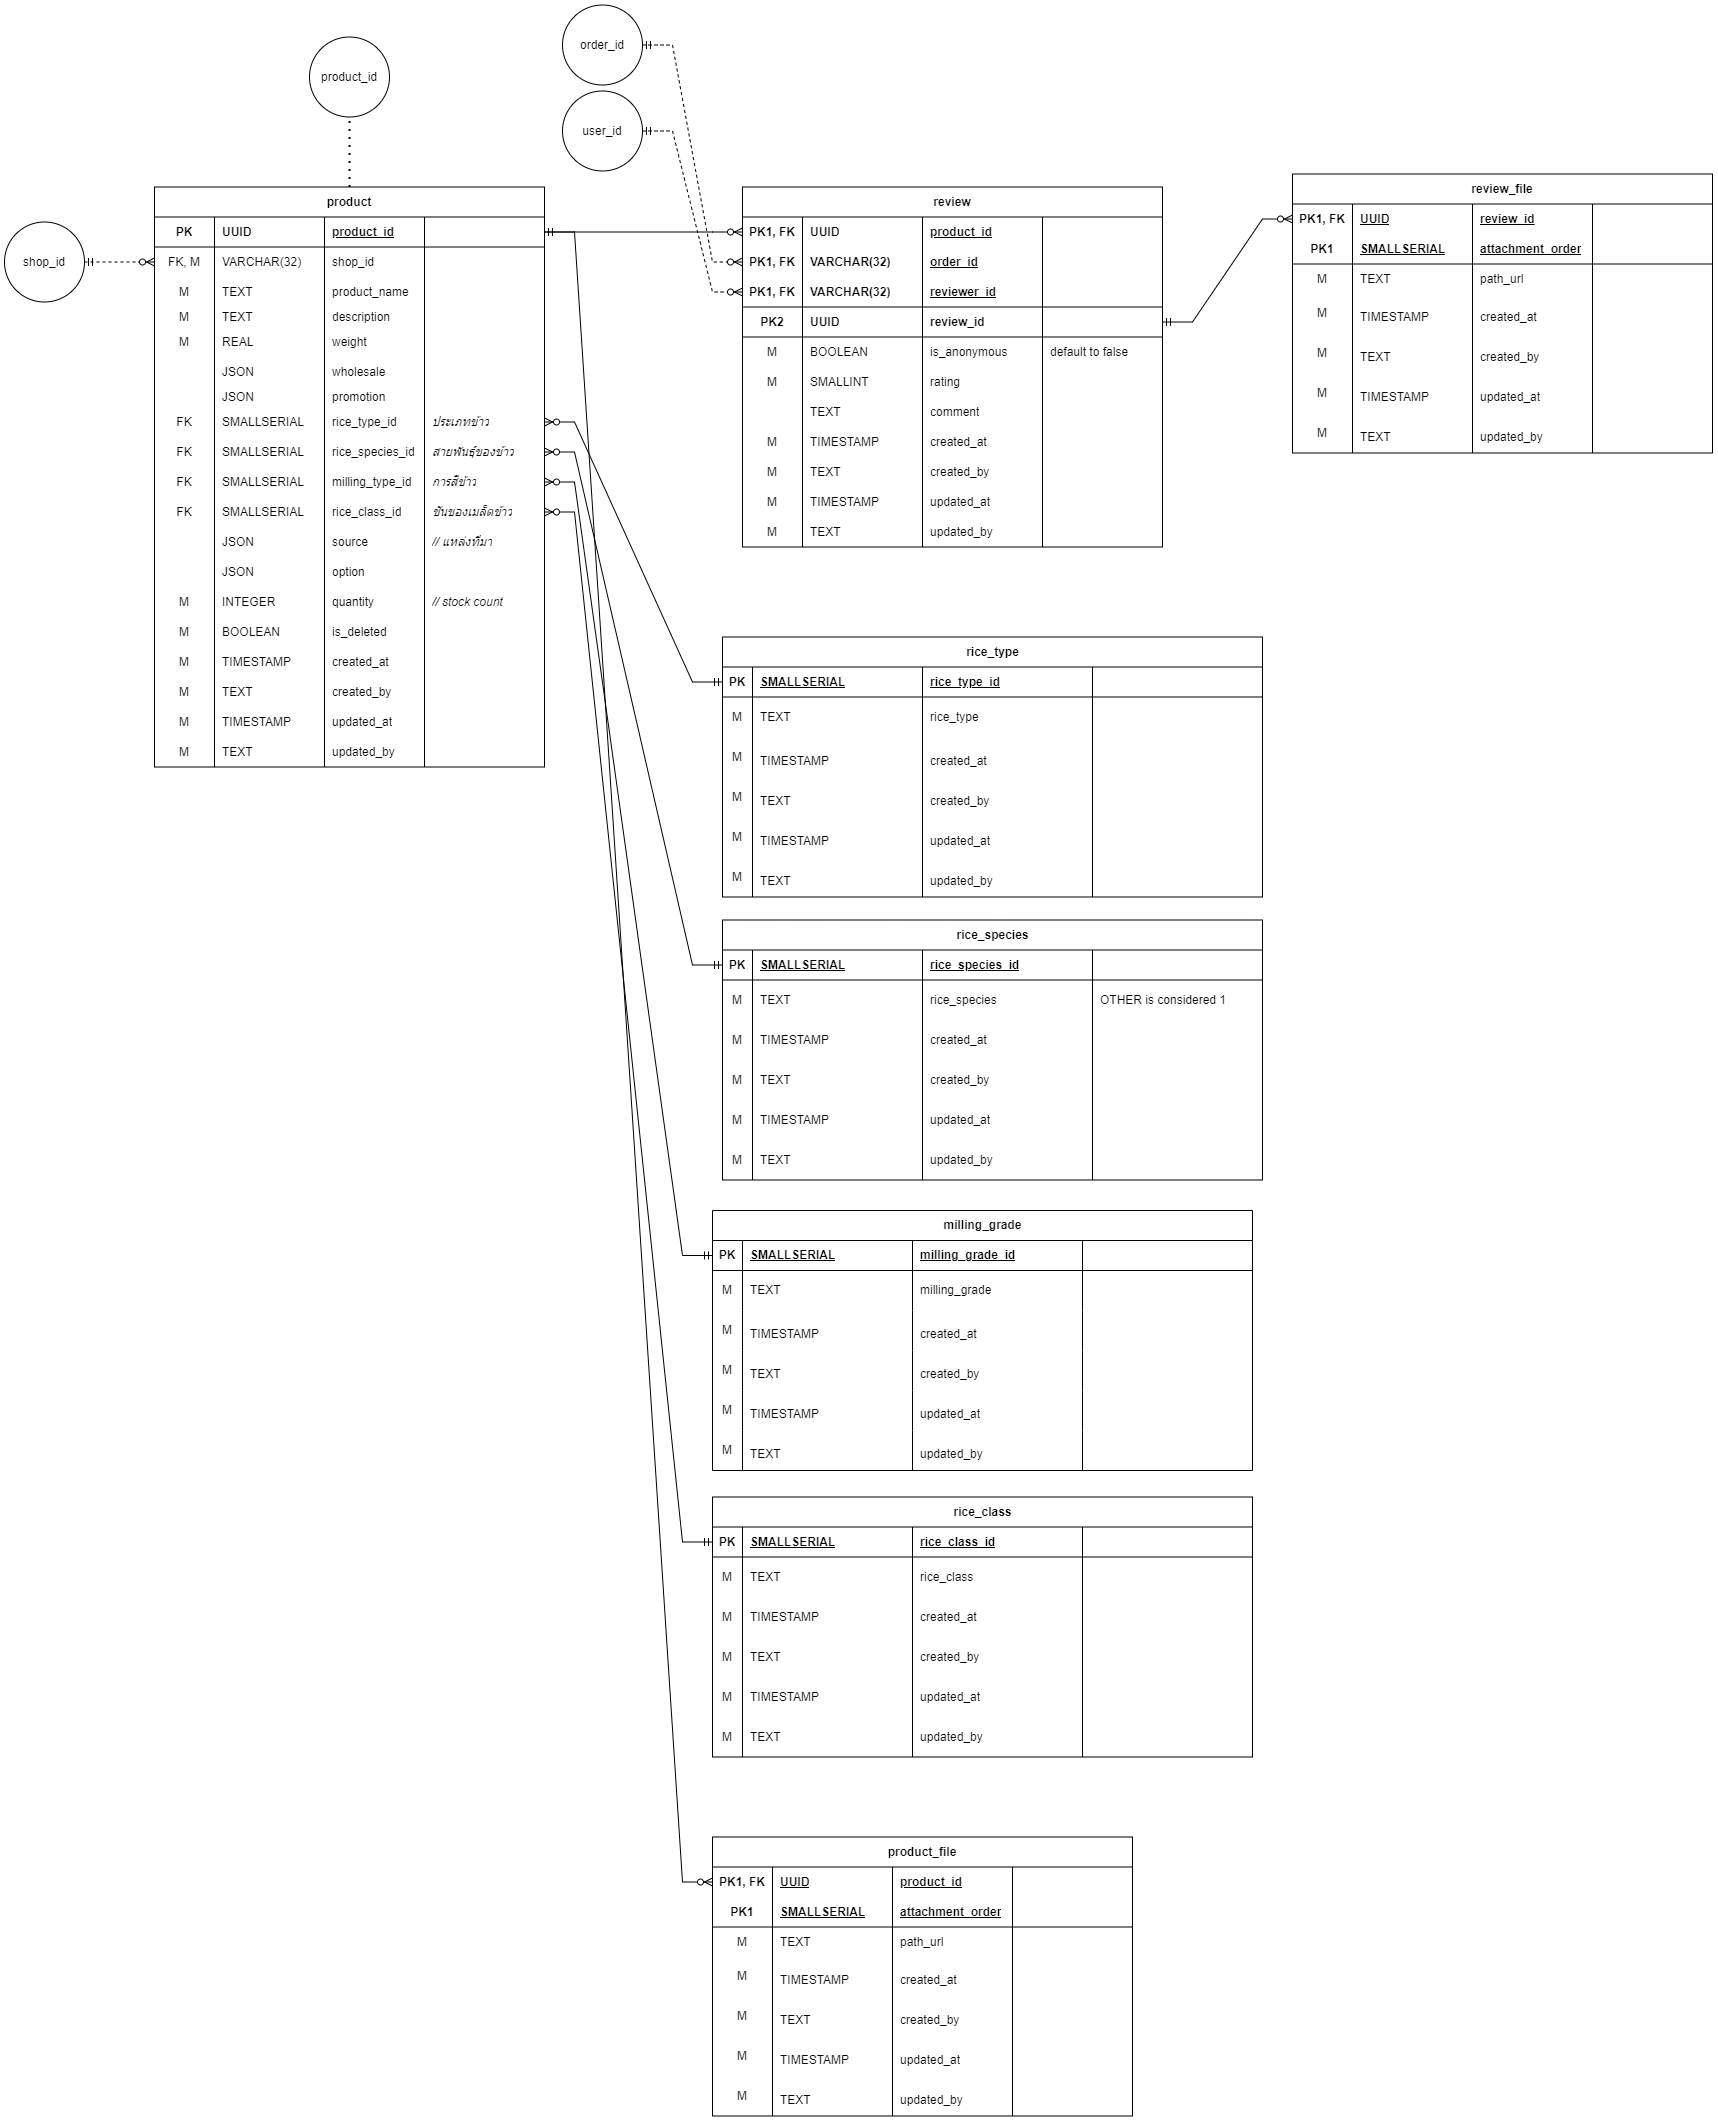 order_id
product_id
user_id
shop_id
product
PK UUID product_id
FK, M VARCHAR(32) shop_id
M TEXT product_name
M TEXT description
M REAL weight
JSON wholesale
JSON promotion
FK SMALLSERIAL rice_type_id ประเภทข้าว
FK SMALLSERIAL rice_species_id สายพันธุ์ของข้าว
FK SMALLSERIAL milling_type_id การสีข้าว
FK SMALLSERIAL rice_class_id ชั้นของเมล็ดข้าว
JSON source // แหล่งที่มา
JSON option
M INTEGER quantity // stock count
M BOOLEAN is_deleted
M TIMESTAMP created_at
M TEXT created_by
M TIMESTAMP updated_at
M TEXT updated_by
review
PK1, FK UUID product_id
PK1, FK VARCHAR(32) order_id
PK1, FK VARCHAR(32) reviewer_id
PK2 UUID review_id
M BOOLEAN is_anonymous default to false
M SMALLINT rating
TEXT comment
M TIMESTAMP created_at
M TEXT created_by
M TIMESTAMP updated_at
M TEXT updated_by
review_file
PK1, FK UUID review_id
PK1 SMALLSERIAL attachment_order
M TEXT path_url
M TIMESTAMP created_at
M TEXT created_by
M TIMESTAMP updated_at
M TEXT updated_by
rice_type
PK SMALLSERIAL rice_type_id
M TEXT rice_type
M TIMESTAMP created_at
M TEXT created_by
M TIMESTAMP updated_at
M TEXT updated_by
rice_species
PK SMALLSERIAL rice_species_id
M TEXT rice_species OTHER is considered 1
M TIMESTAMP created_at
M TEXT created_by
M TIMESTAMP updated_at
M TEXT updated_by
milling_grade
PK SMALLSERIAL milling_grade_id
M TEXT milling_grade
M TIMESTAMP created_at
M TEXT created_by
M TIMESTAMP updated_at
M TEXT updated_by
rice_class
PK SMALLSERIAL rice_class_id
M TEXT rice_class
M TIMESTAMP created_at
M TEXT created_by
M TIMESTAMP updated_at
M TEXT updated_by
product_file
PK1, FK UUID product_id
PK1 SMALLSERIAL attachment_order
M TEXT path_url
M TIMESTAMP created_at
M TEXT created_by
M TIMESTAMP updated_at
M TEXT updated_by